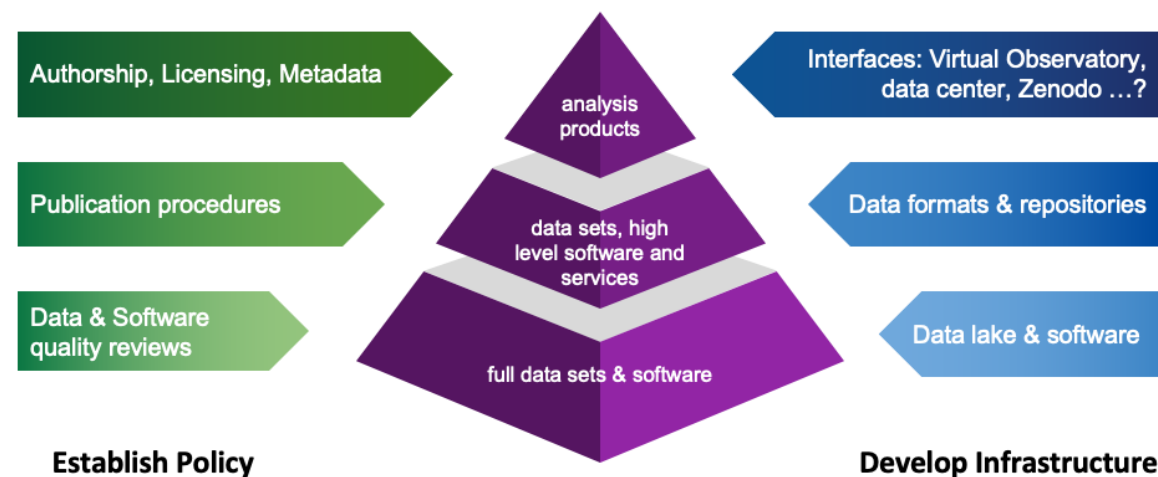 Authorship, Licensing, Metadata
analysis
products
Interfaces: Virtual Observatory,
data center, Zenodo ...?
Publication procedures
data sets, high
level software and
services
Data formats & repositories
Data & Software
quality reviews
full data sets & software
Data lake & software
Establish Policy
Develop Infrastructure